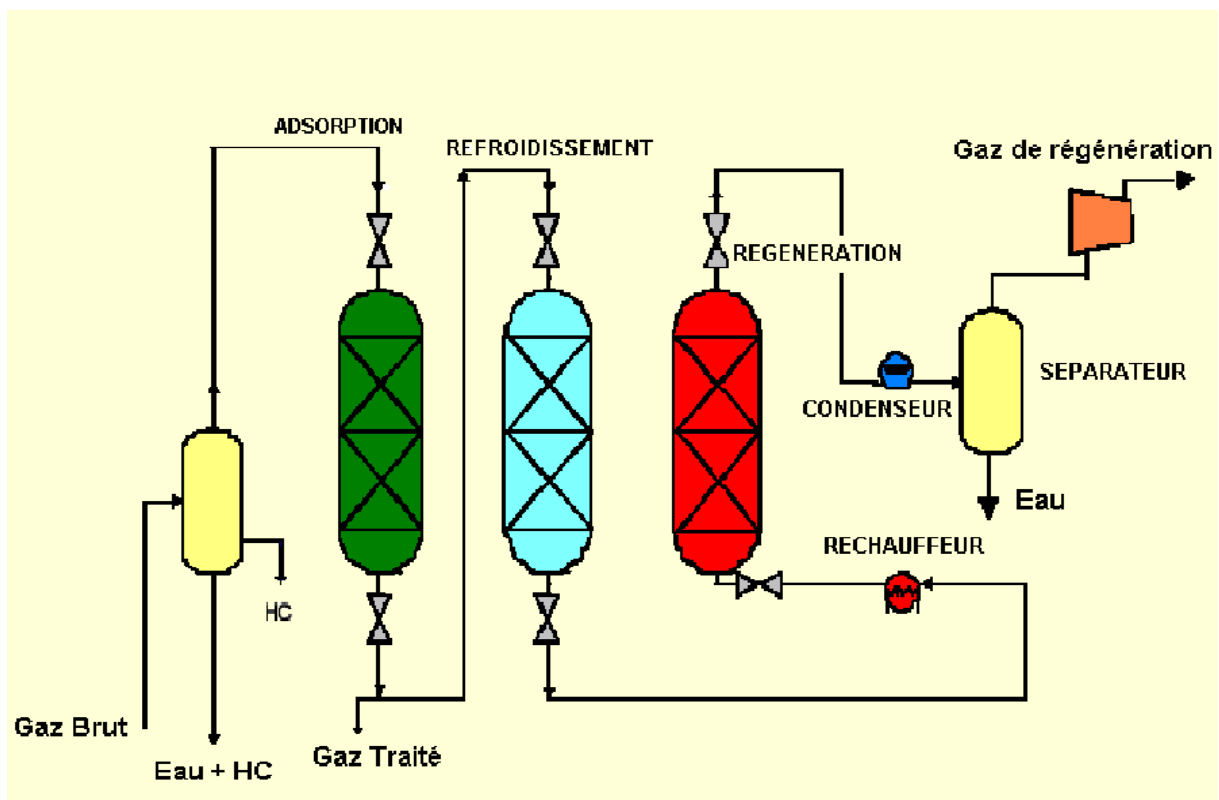 ADSORPTION
REFROIDISSEMENT
Gaz de régénération
REGENERATION
SEPARATEUR
CONDENSEUR
Eau
RECHAUFFEUR
HC
Gaz Brut
Gaz Traité
Eau + HC